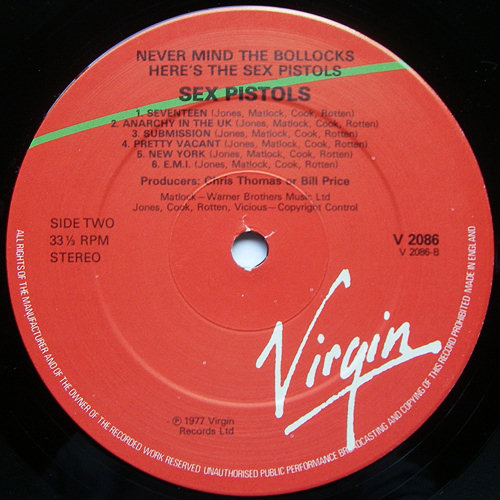 NEVER MIND THE BOLLOCKS
HERE'S THE SEX PISTOLS
SEX PISTOLS
1. SEVENTEEN (Jones, Matlock, Cook, Rotten)
2. ANARCHY IN THE UK (Jones, Matlock, Cook, Rotten)
3. SUBMISSION (Jones, Matlock, Cook, Rotten)
4. PRETTY VACANT (Jones, Matlock, Cook, Rotten)
5. NEW YORK (Jones, Matlock, Cook, Rotten)
6. E.M.I. (Jones, Matlock, Cook, Rotten)
Producers: Chris Thomas or Bill Price
Matlock—Warner Brothers Music Ltd
Jones, Cook, Rotten, Vicious—Copyright Control
SIDE TWO
33⅓ RPM
STEREO
V 2086
V 2086-B
Virgin
℗ 1977 Virgin
Records Ltd
ALL RIGHTS OF THE MANUFACTURER AND OF THE OWNER OF THE RECORDED WORK RESERVED UNAUTHORISED PUBLIC PERFORMANCE BROADCASTING AND COPYING OF THIS RECORD PROHIBITED MADE IN ENGLAND